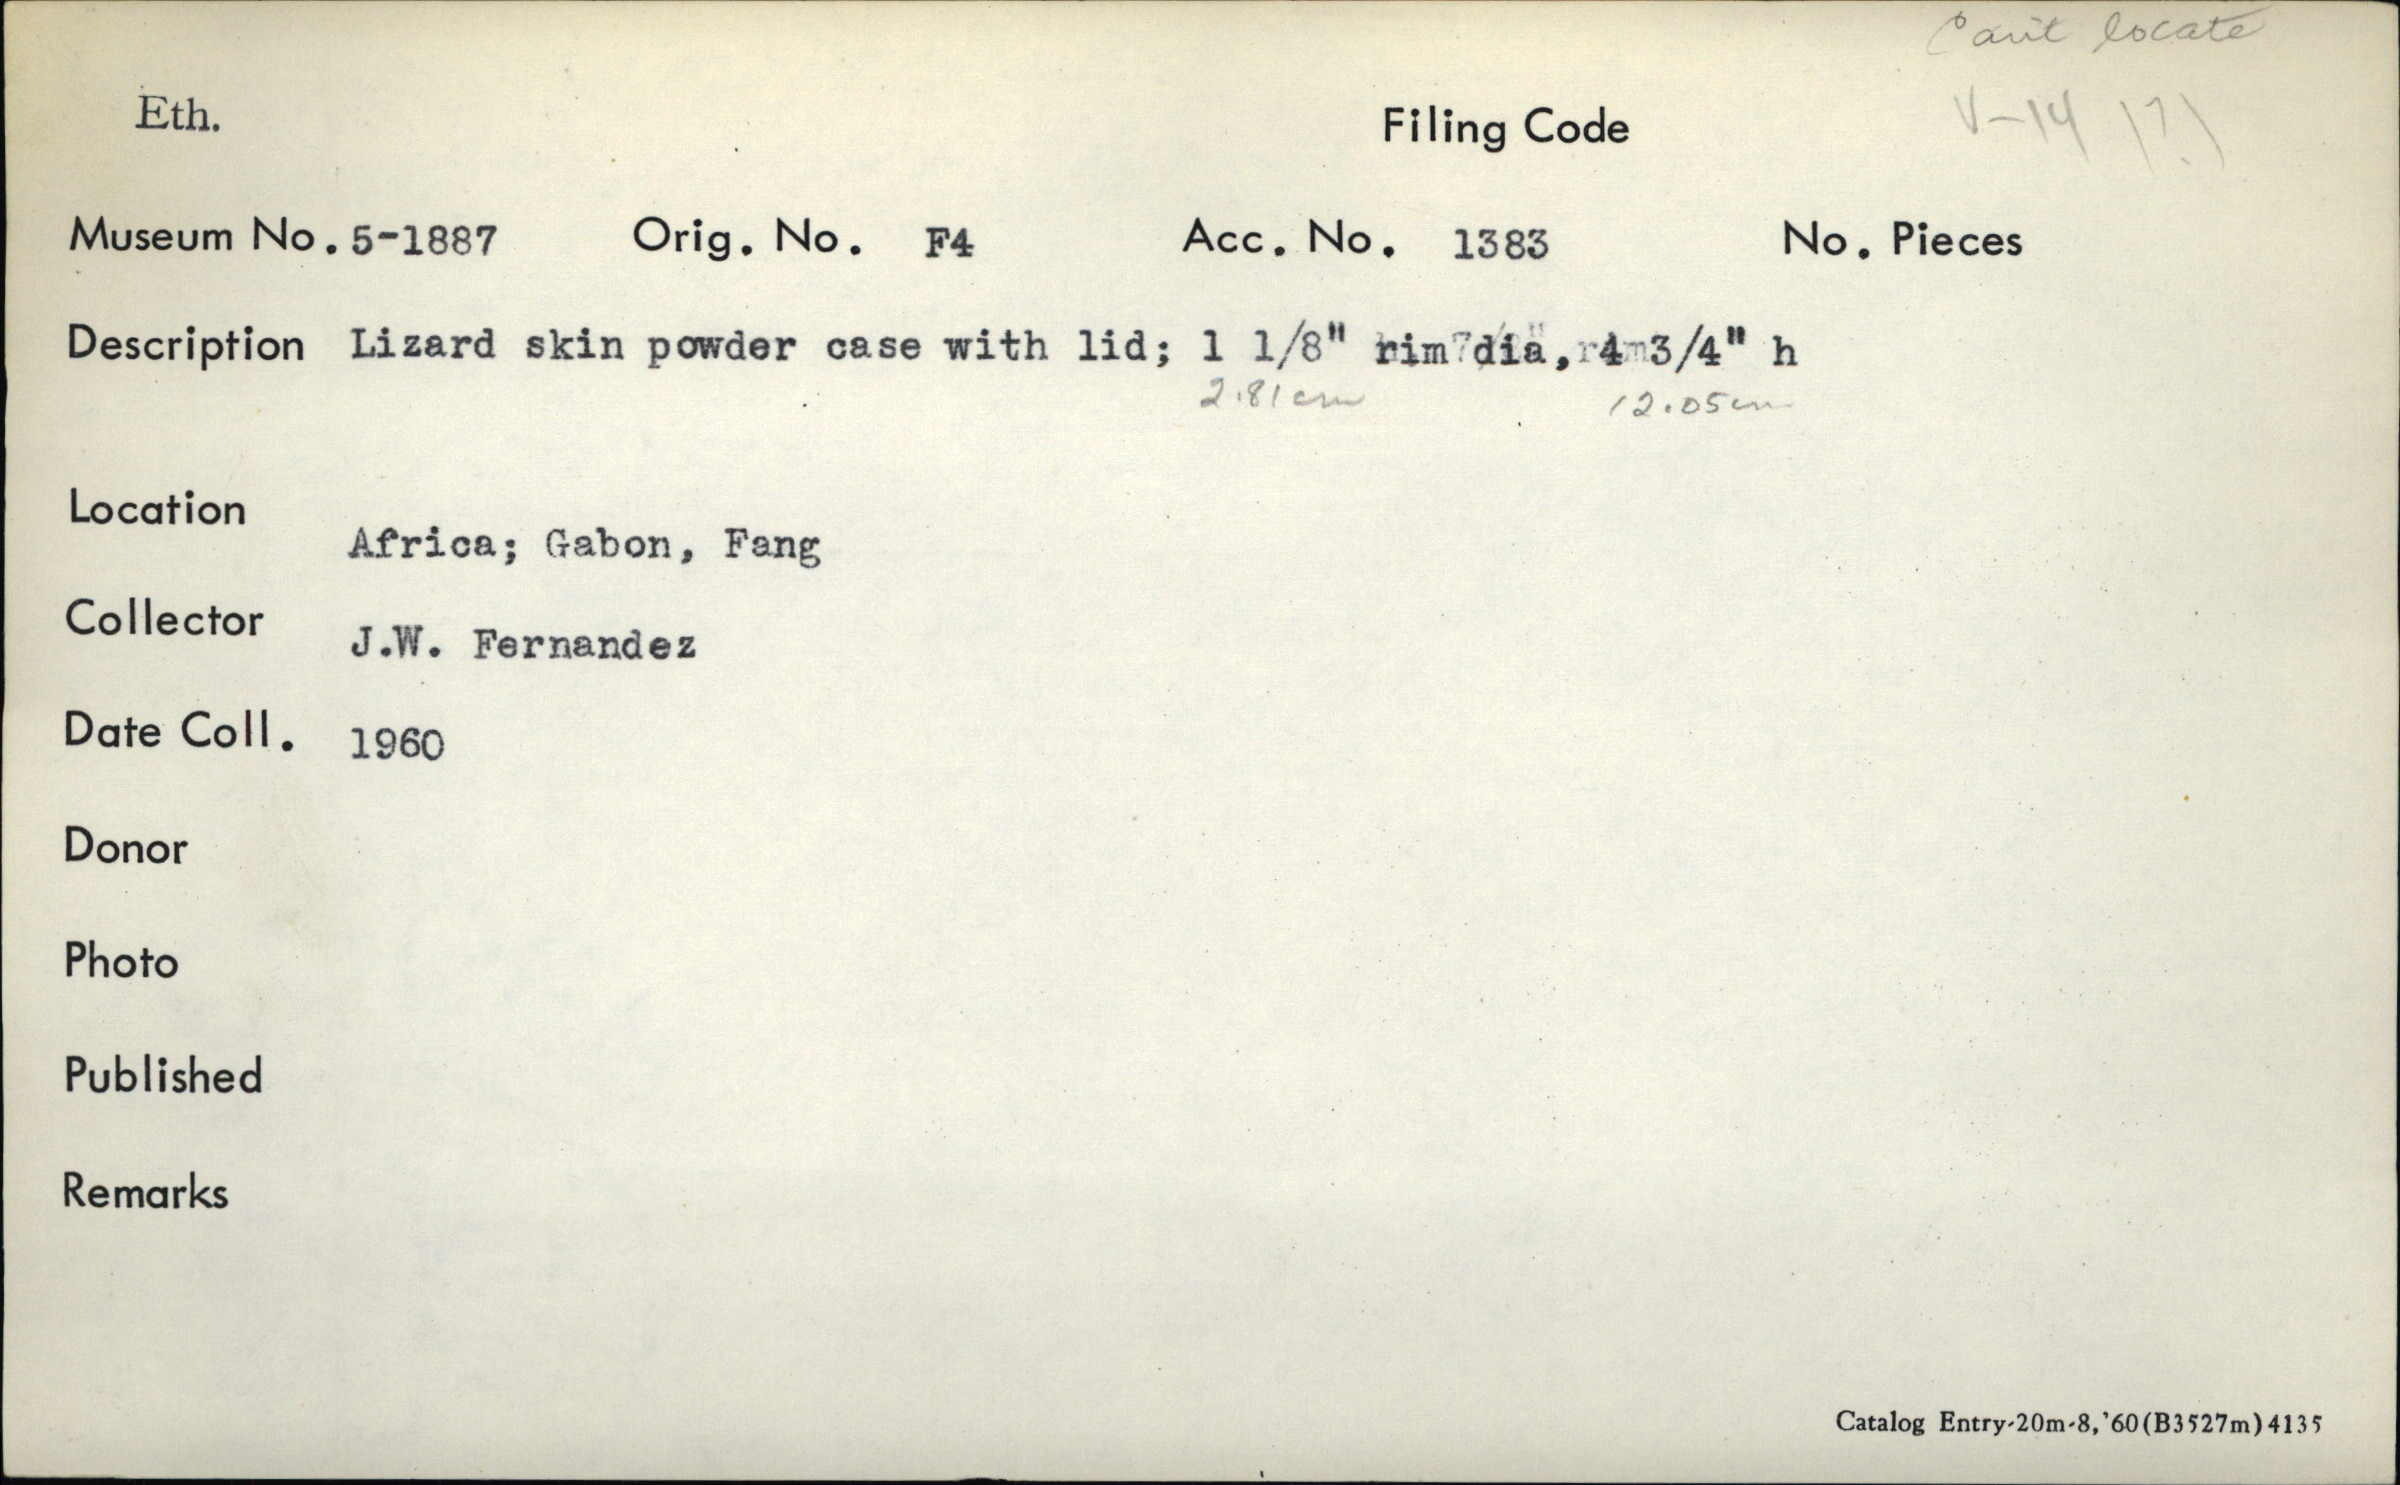 Can't locate
Eth. Filing Code V-14 (?)
Museum No. 5-1887 Orig. No. F4 Acc. No. 1383 No. Pieces
Description Lizard skin powder case with lid; 1 1/8" rim dia, 4 3/4" h
2.81cm 12.05cm
Location
Africa; Gabon, Fang
Collector
J.W. Fernandez
Date Coll. 1960
Donor
Photo
Published
Remarks
Catalog Entry-20m-8,'60(B3527m)4135